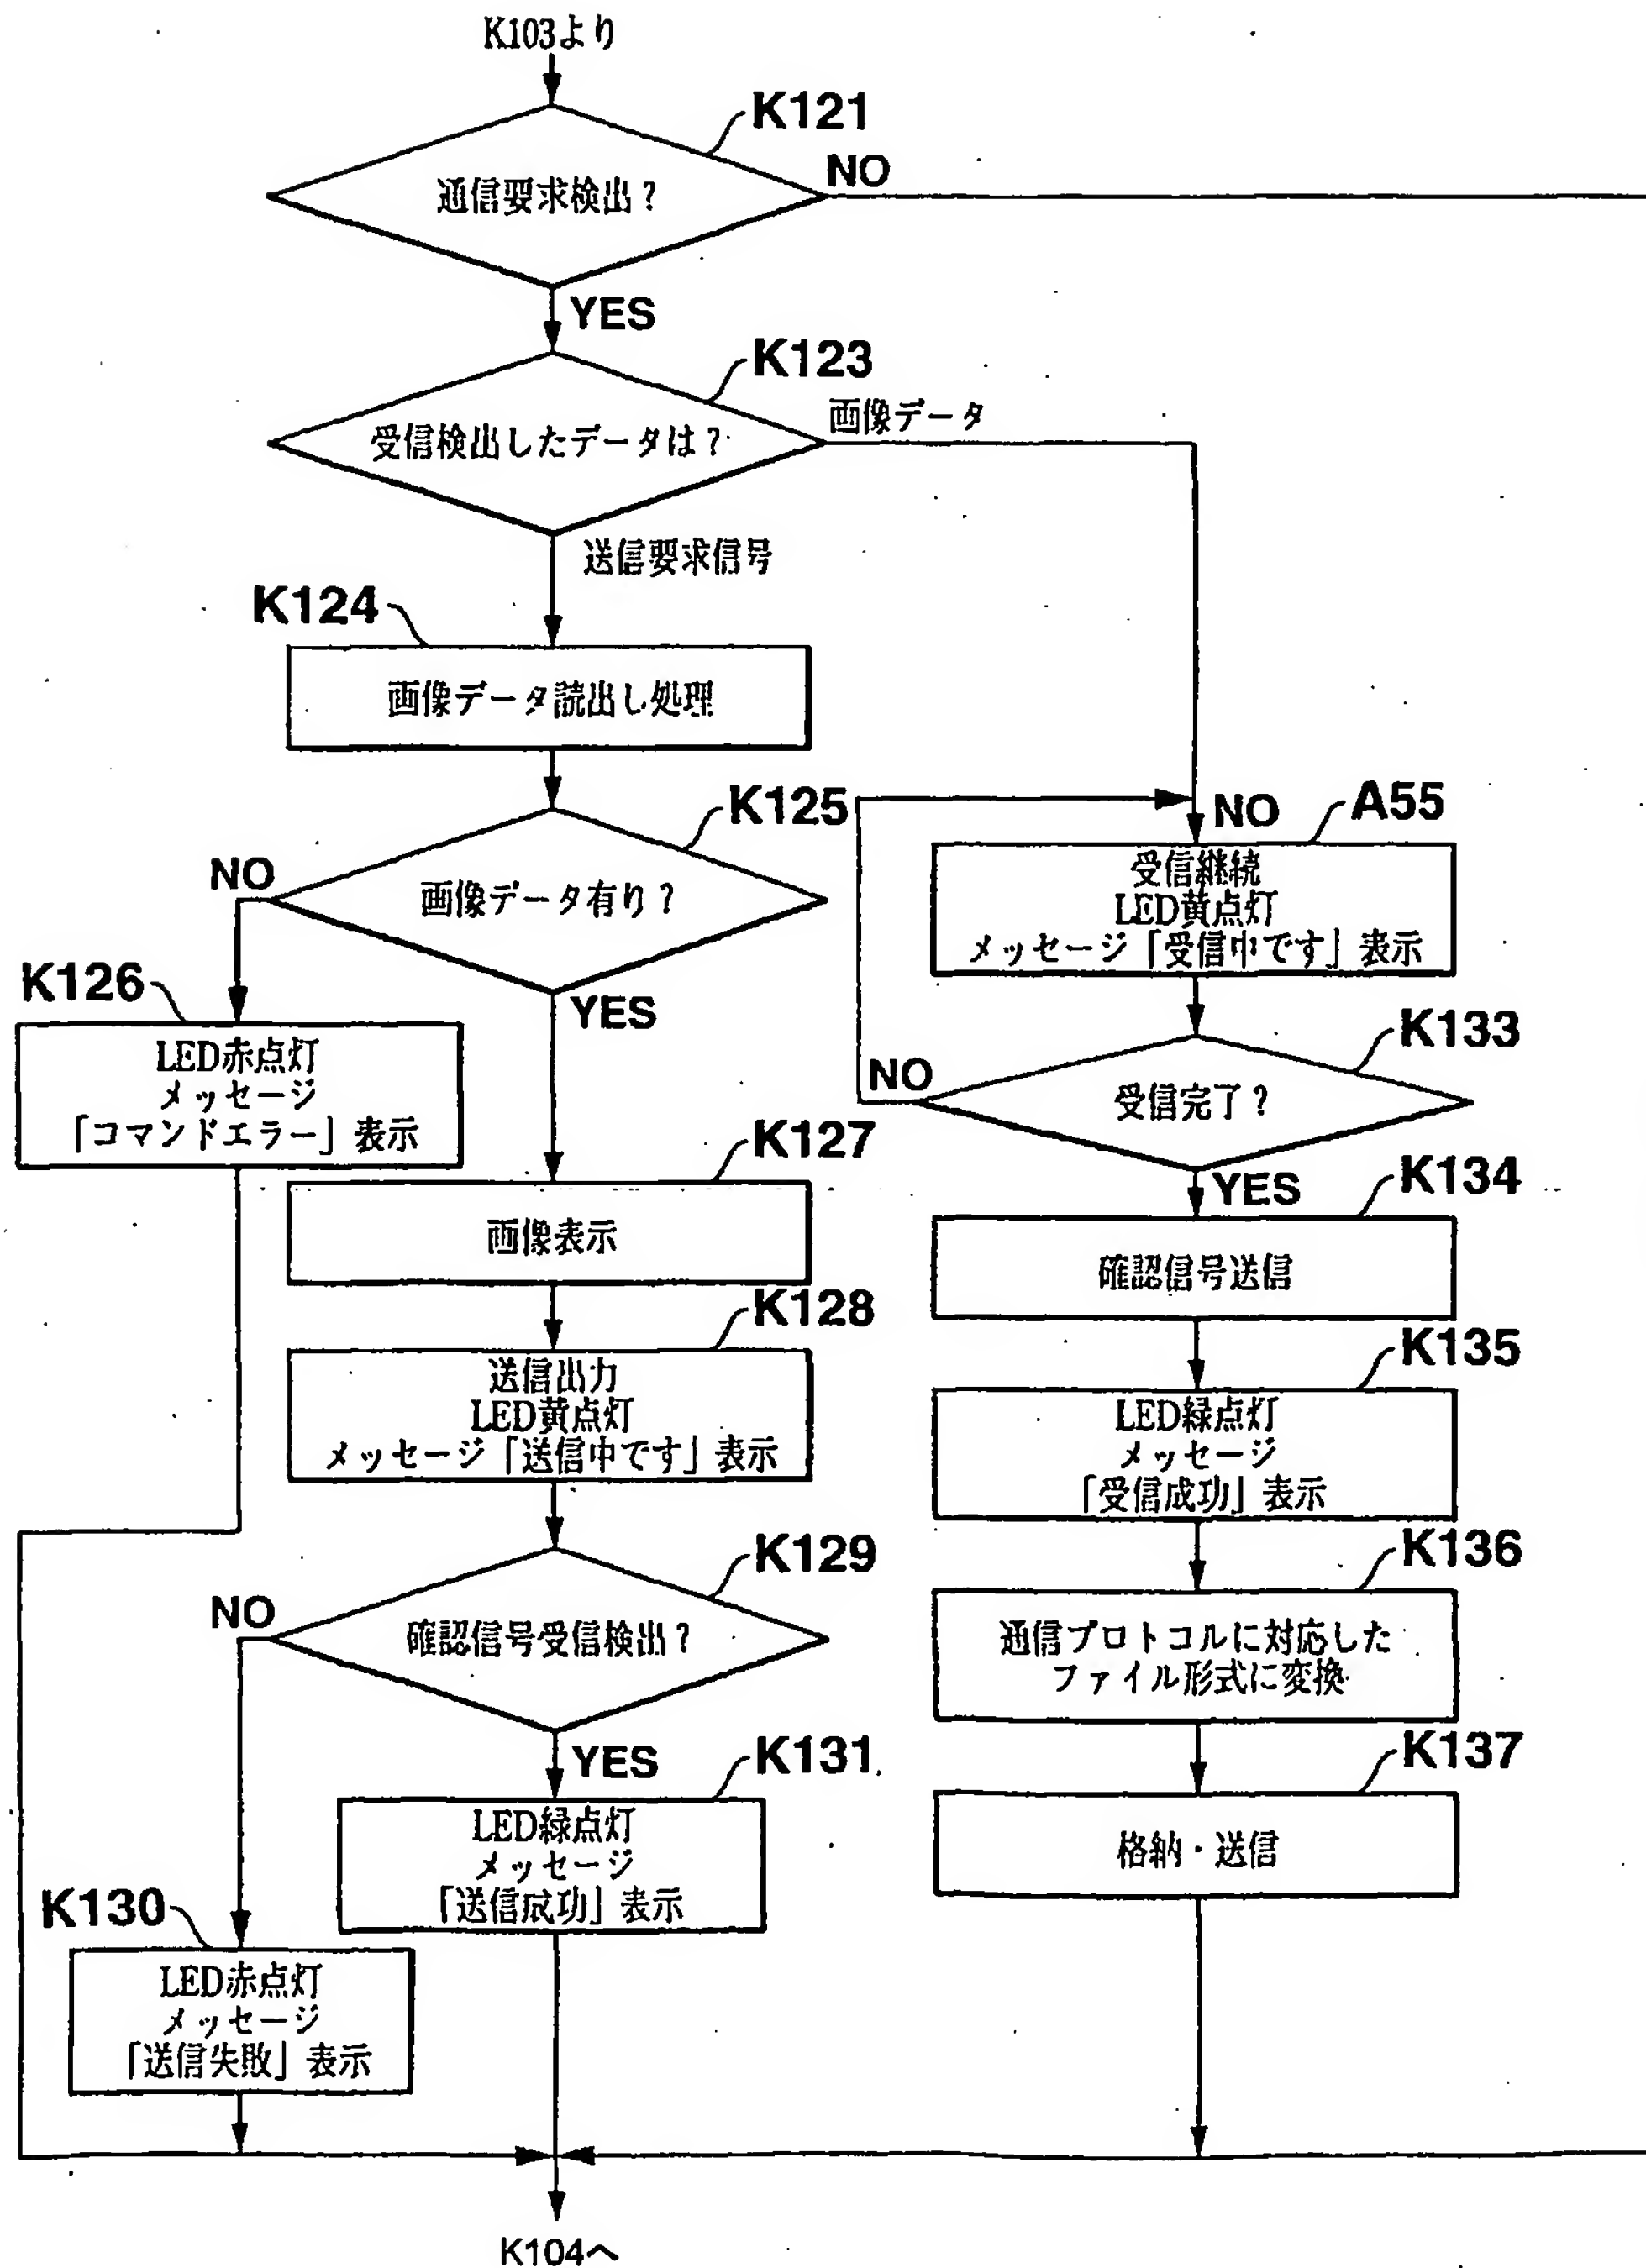 K103より
K121
通信要求検出?
NO
YES
K123
受信検出したデータは?
画像データ
送信要求信号
K124
画像データ読出し処理
K125
画像データ有り?
NO
YES
K126
LED赤点灯
メッセージ
「コマンドエラー」表示
K127
画像表示
K128
送信出力
LED黄点灯
メッセージ「送信中です」表示
K129
確認信号受信検出?
NO
YES
K131
LED緑点灯
メッセージ
「送信成功」表示
K130
LED赤点灯
メッセージ
「送信失敗」表示
NO
A55
受信継続
LED黄点灯
メッセージ「受信中です」表示
K133
受信完了?
NO
YES
K134
確認信号送信
K135
LED緑点灯
メッセージ
「受信成功」表示
K136
通信プロトコルに対応した
ファイル形式に変換
K137
格納・送信
K104へ